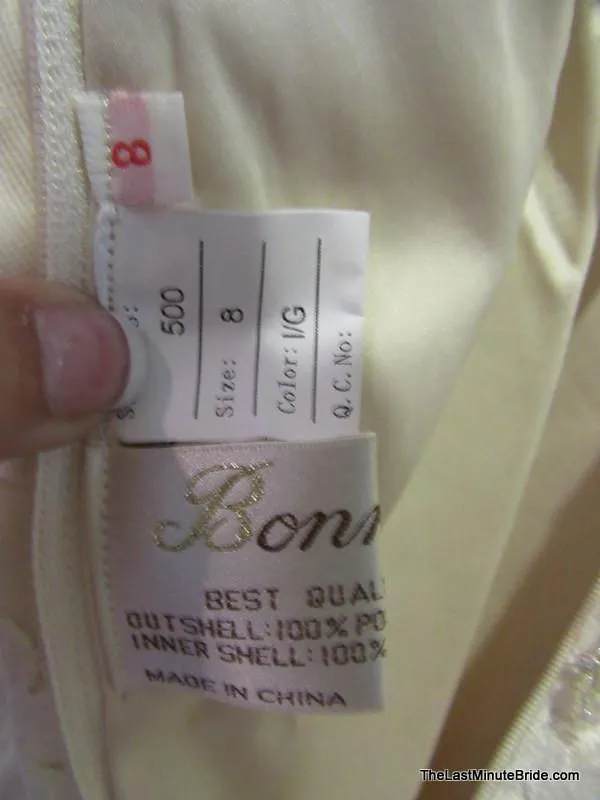 8
500
Size: 8
Color: I/G
Q.C. No:
Bonn
BEST QUAL
OUTSHELL: 100% PO
INNER SHELL: 100%
MADE IN CHINA
TheLastMinuteBride.com